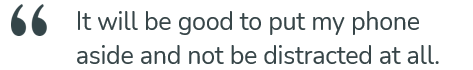 “ It will be good to put my phone
aside and not be distracted at all.